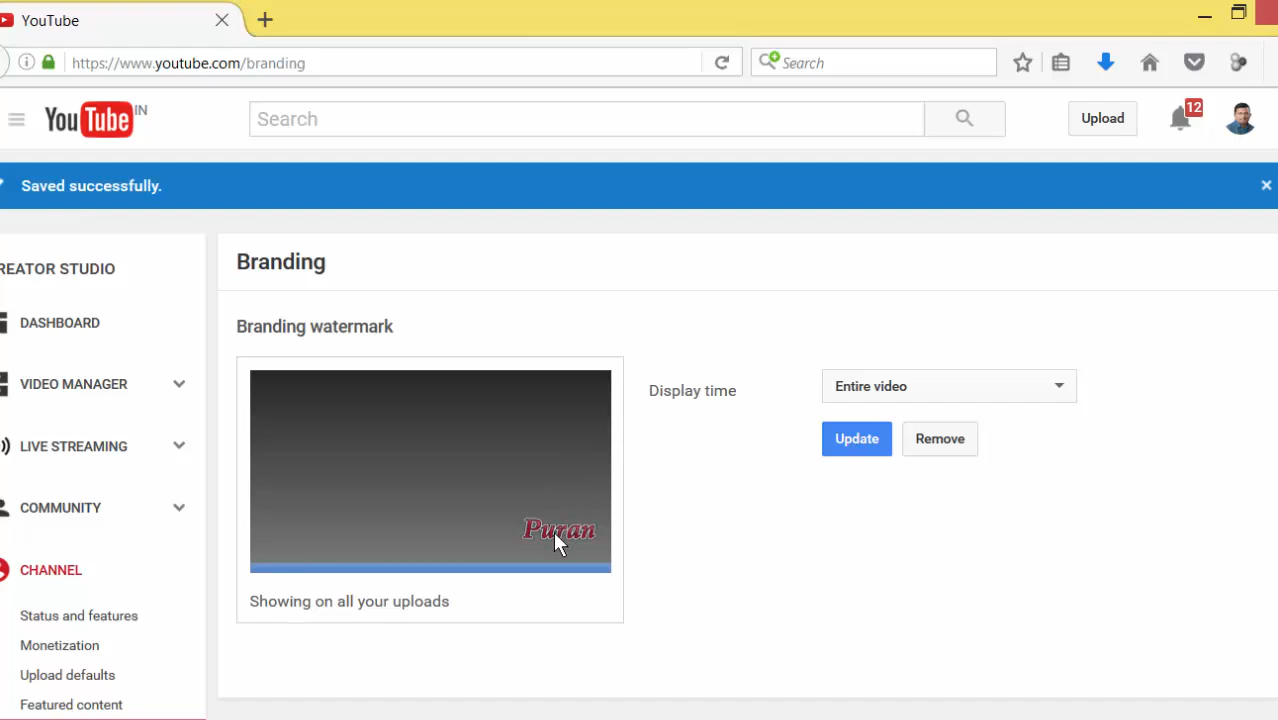 YouTube
https://www.youtube.com/branding
Search
YouTube IN
Search
Upload
12
Saved successfully.
REATOR STUDIO
DASHBOARD
VIDEO MANAGER
LIVE STREAMING
COMMUNITY
CHANNEL
Status and features
Monetization
Upload defaults
Featured content
Branding
Branding watermark
Puran
Showing on all your uploads
Display time
Entire video
Update
Remove